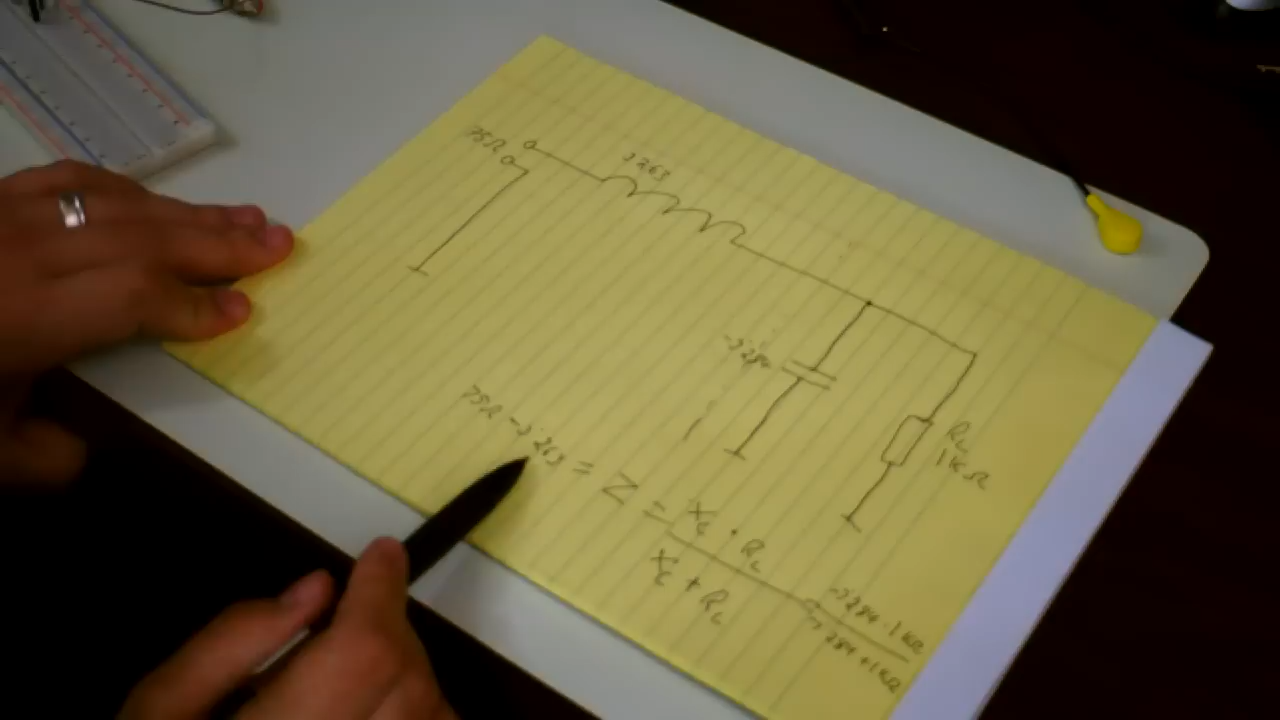 75Ω
J263
-J284
RL
1KΩ
75Ω -J263 = Z = XC · RL / XC + RL = -J284 · 1KΩ / -J284 + 1KΩ